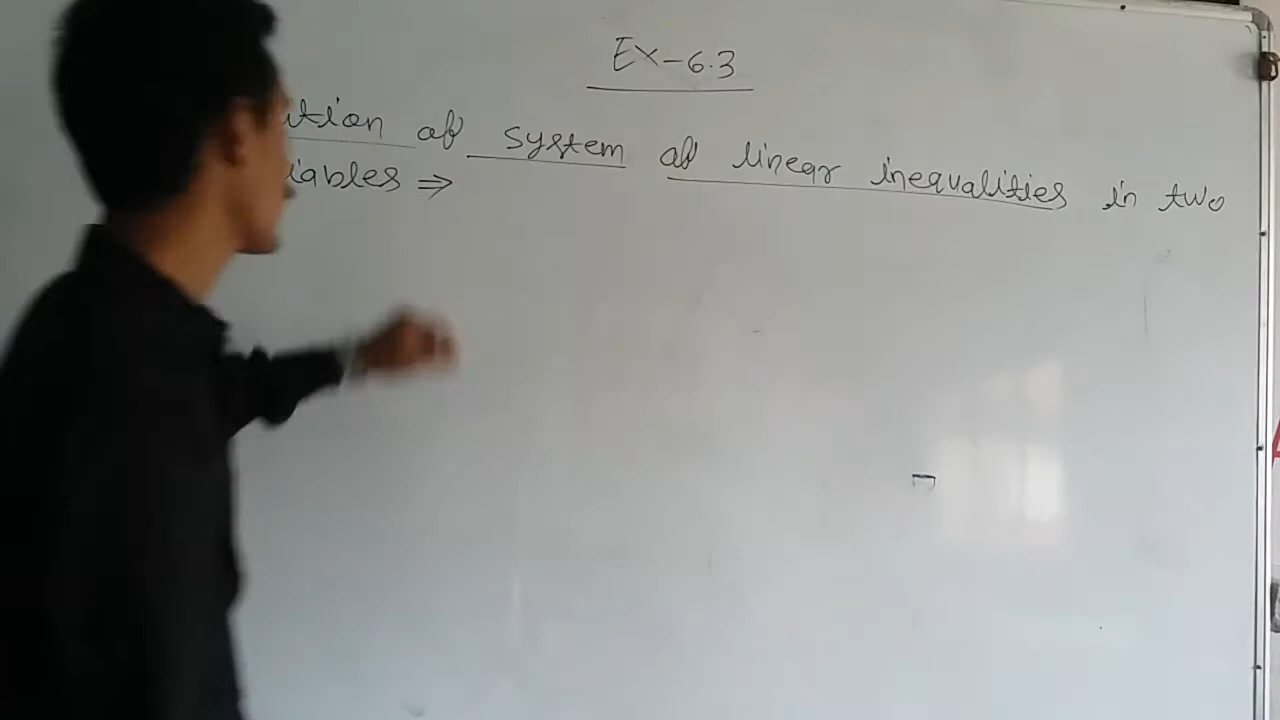 Ex-6.3
ution of system of linear inequalities in two
iables ⇒